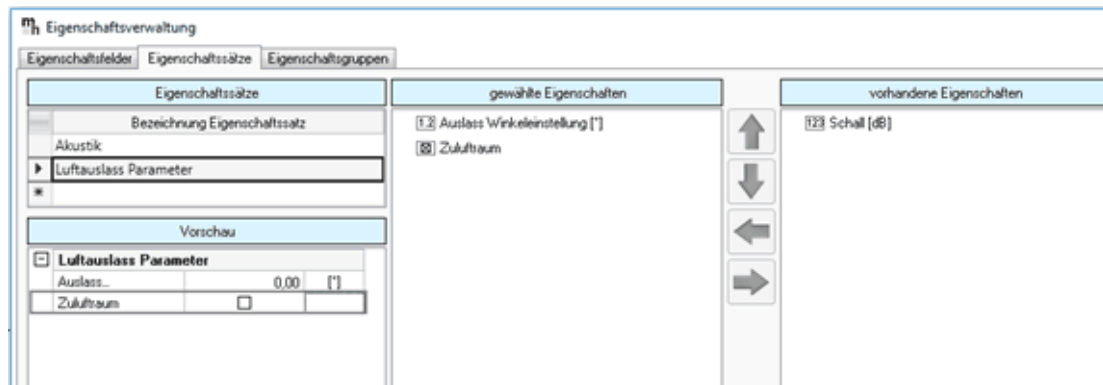 mh Eigenschaftsverwaltung
Eigenschaftsfelder Eigenschaftssätze Eigenschaftsgruppen
Eigenschaftssätze
Bezeichnung Eigenschaftssatz
Akustik
Luftauslass Parameter
Vorschau
Luftauslass Parameter
Auslass... 0,00 [°]
Zuluftraum
gewählte Eigenschaften
1.2 Auslass Winkeleinstellung [°]
Zuluftraum
vorhandene Eigenschaften
123 Schall [dB]